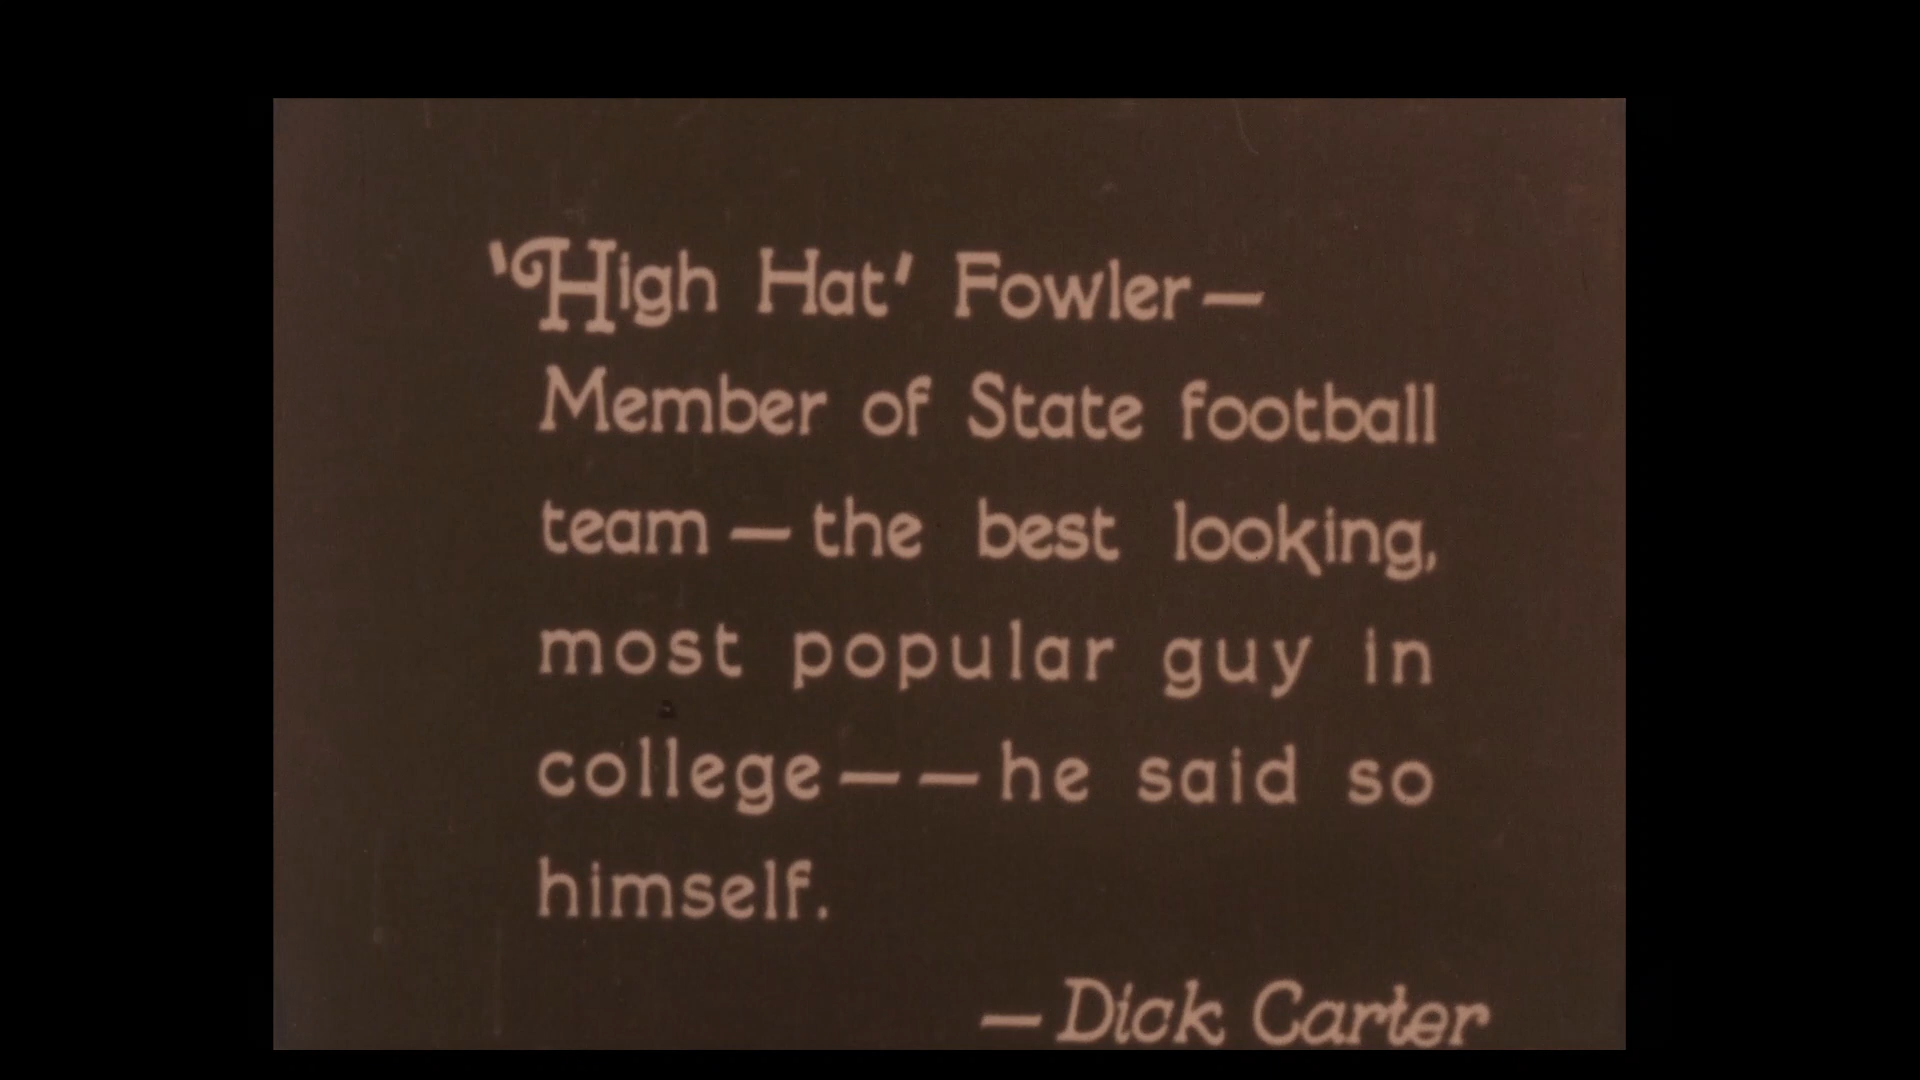 'High Hat' Fowler—
Member of State football
team — the best looking,
most popular guy in
college — — he said so
himself.
— Dick Carter